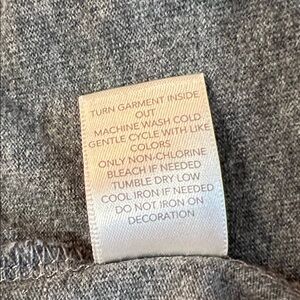 TURN GARMENT INSIDE
OUT
MACHINE WASH COLD
GENTLE CYCLE WITH LIKE
COLORS
ONLY NON-CHLORINE
BLEACH IF NEEDED
TUMBLE DRY LOW
COOL IRON IF NEEDED
DO NOT IRON ON
DECORATION